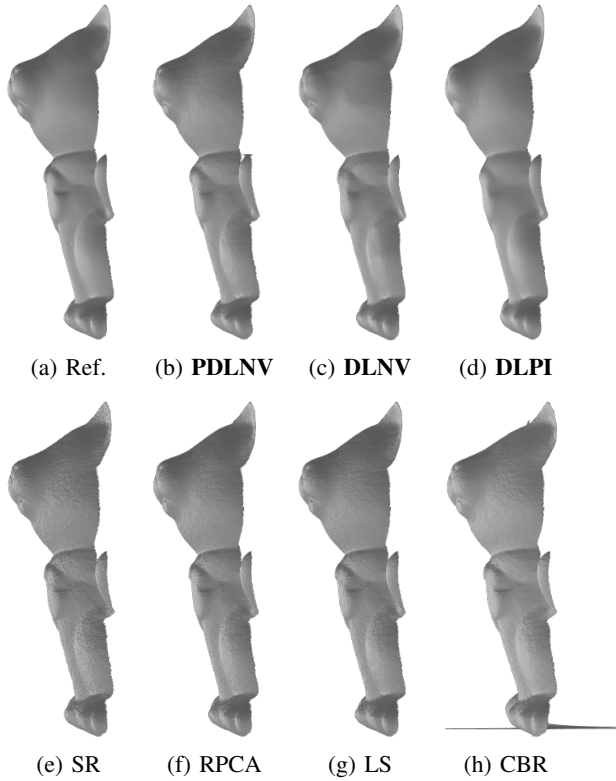 (a) Ref.
(b) PDLNV
(c) DLNV
(d) DLPI
(e) SR
(f) RPCA
(g) LS
(h) CBR